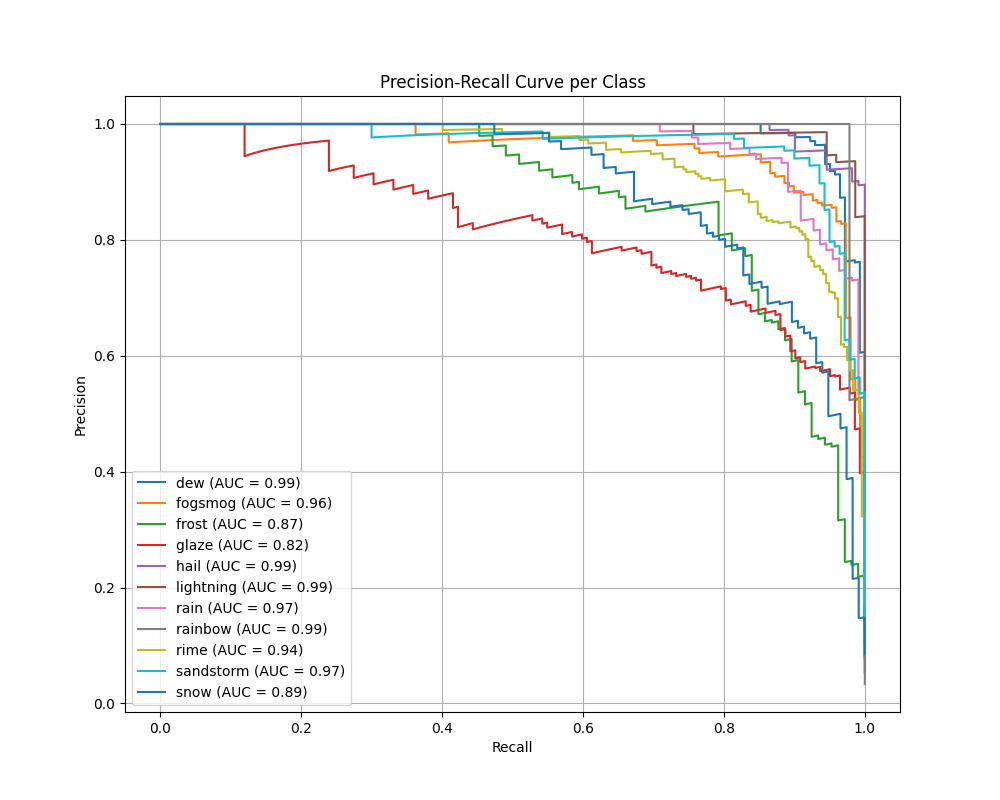 Precision-Recall Curve per Class
1.0
0.8
0.6
0.4
0.2
0.0
Precision
dew (AUC = 0.99)
fogsmog (AUC = 0.96)
frost (AUC = 0.87)
glaze (AUC = 0.82)
hail (AUC = 0.99)
lightning (AUC = 0.99)
rain (AUC = 0.97)
rainbow (AUC = 0.99)
rime (AUC = 0.94)
sandstorm (AUC = 0.97)
snow (AUC = 0.89)
0.0 0.2 0.4 0.6 0.8 1.0
Recall